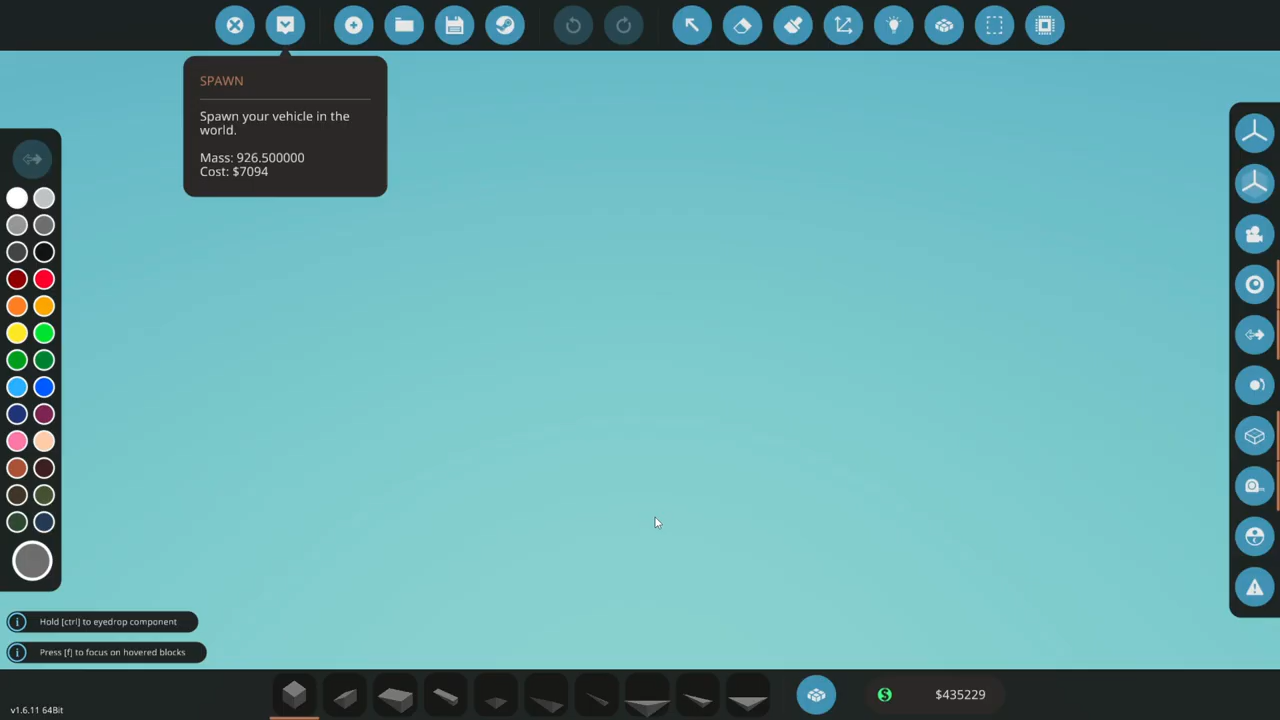 SPAWN
Spawn your vehicle in the
world.
Mass: 926.500000
Cost: $7094
Hold [ctrl] to eyedrop component
Press [f] to focus on hovered blocks
v1.6.11 64Bit
$435229